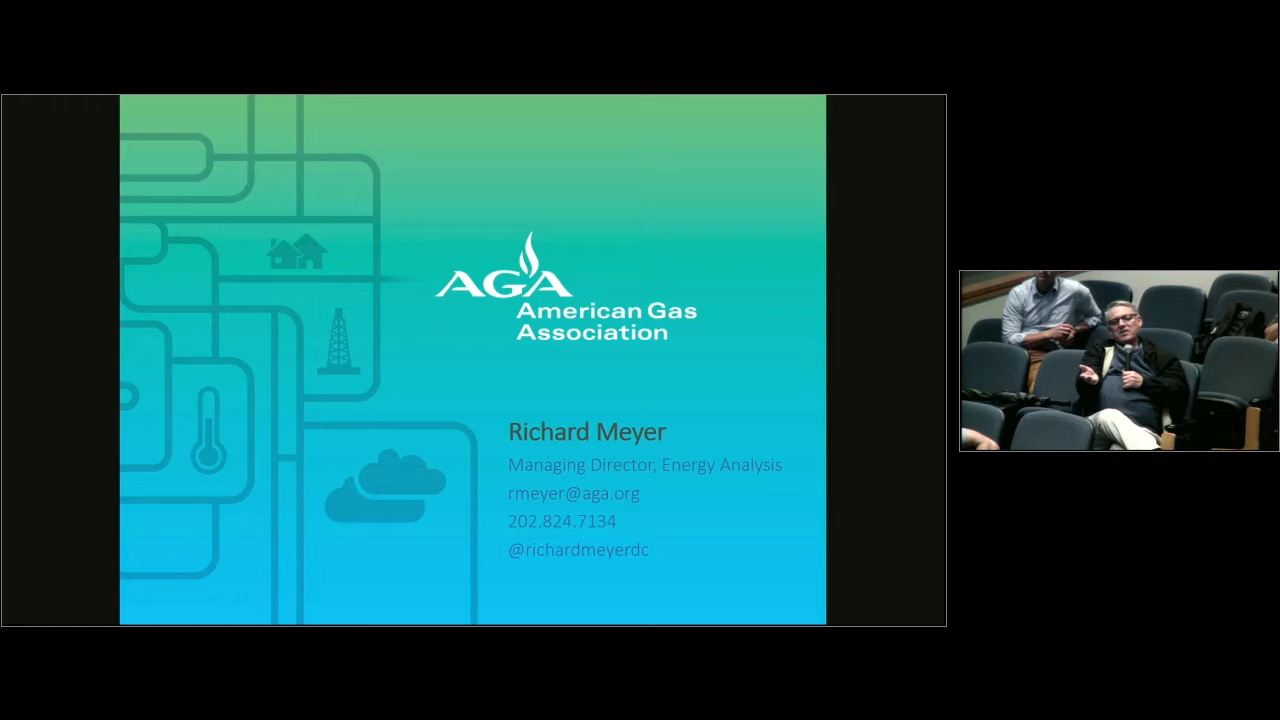 AGA
American Gas
Association
Richard Meyer
Managing Director, Energy Analysis
rmeyer@aga.org
202.824.7134
@richardmeyerdc